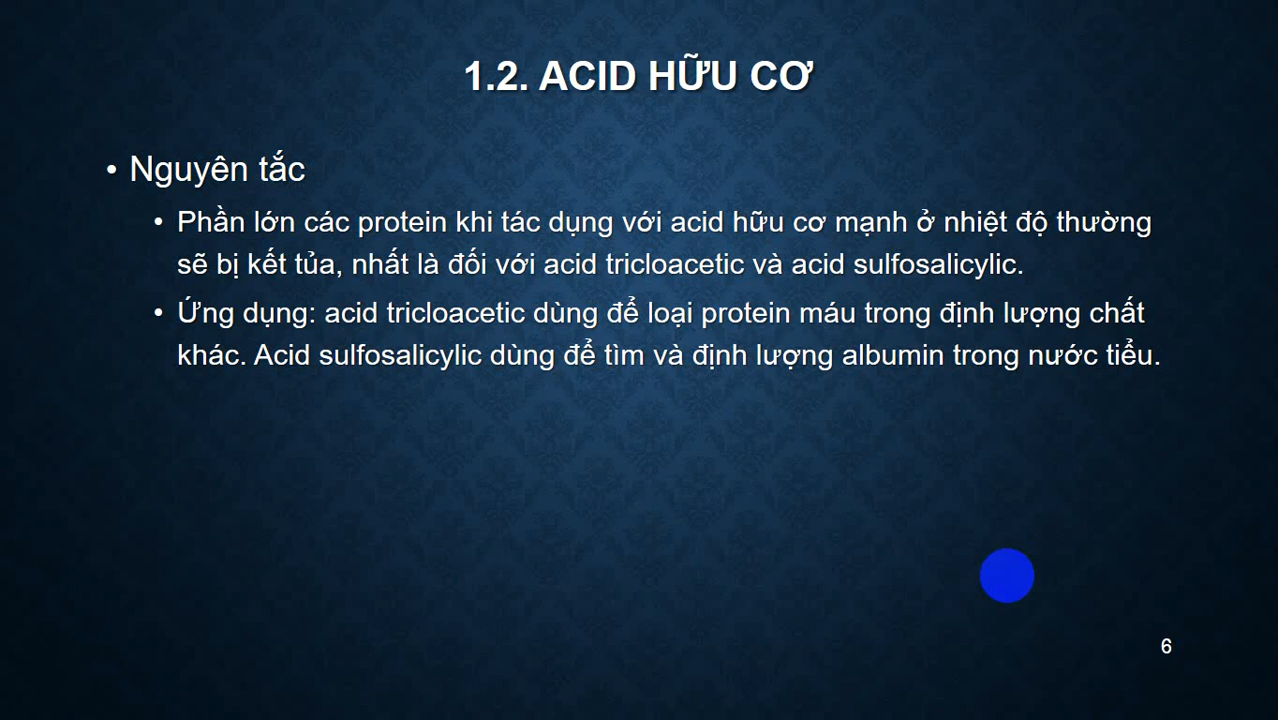 1.2. ACID HỮU CƠ
• Nguyên tắc
• Phần lớn các protein khi tác dụng với acid hữu cơ mạnh ở nhiệt độ thường
sẽ bị kết tủa, nhất là đối với acid tricloacetic và acid sulfosalicylic.
• Ứng dụng: acid tricloacetic dùng để loại protein máu trong định lượng chất
khác. Acid sulfosalicylic dùng để tìm và định lượng albumin trong nước tiểu.
6